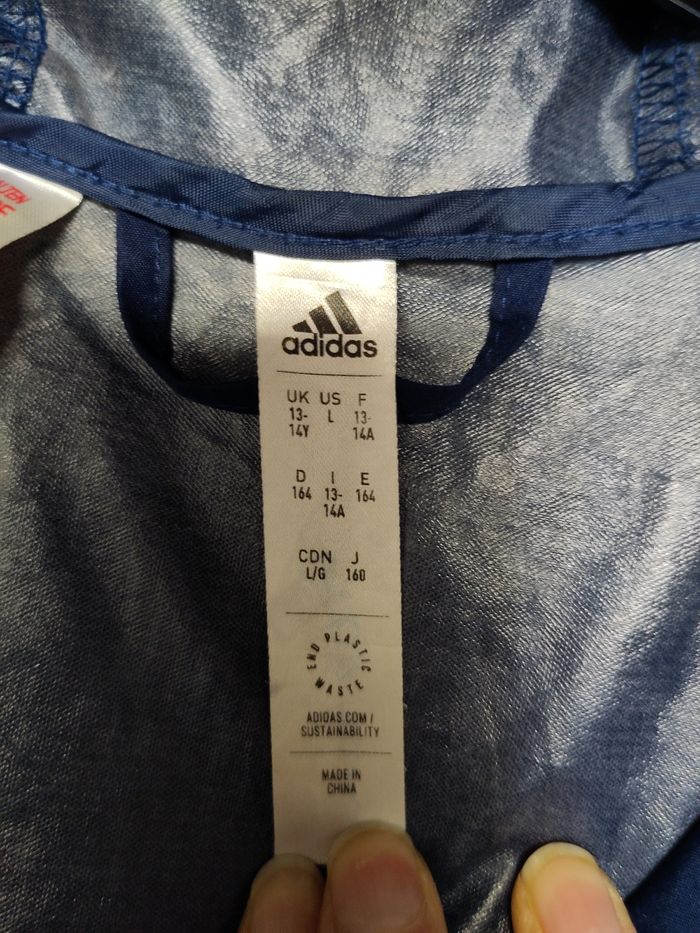 adidas
UK US F
13- L 13-
14Y 14A
D I E
164 13- 164
14A
CDN J
L/G 160
END PLASTIC WASTE
ADIDAS.COM/
SUSTAINABILITY
MADE IN
CHINA